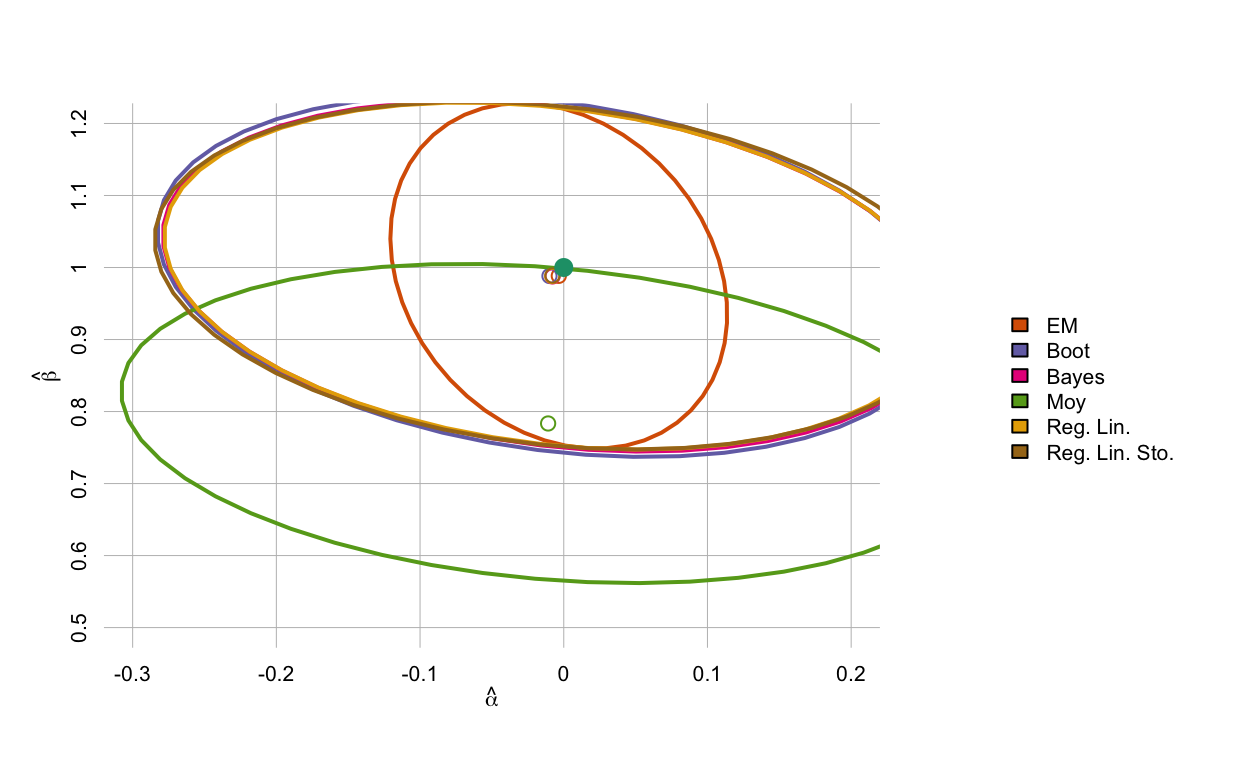 1.2
1.1
1
0.9
0.8
0.7
0.6
0.5
β̂
-0.3 -0.2 -0.1 0 0.1 0.2
α̂
EM
Boot
Bayes
Moy
Reg. Lin.
Reg. Lin. Sto.